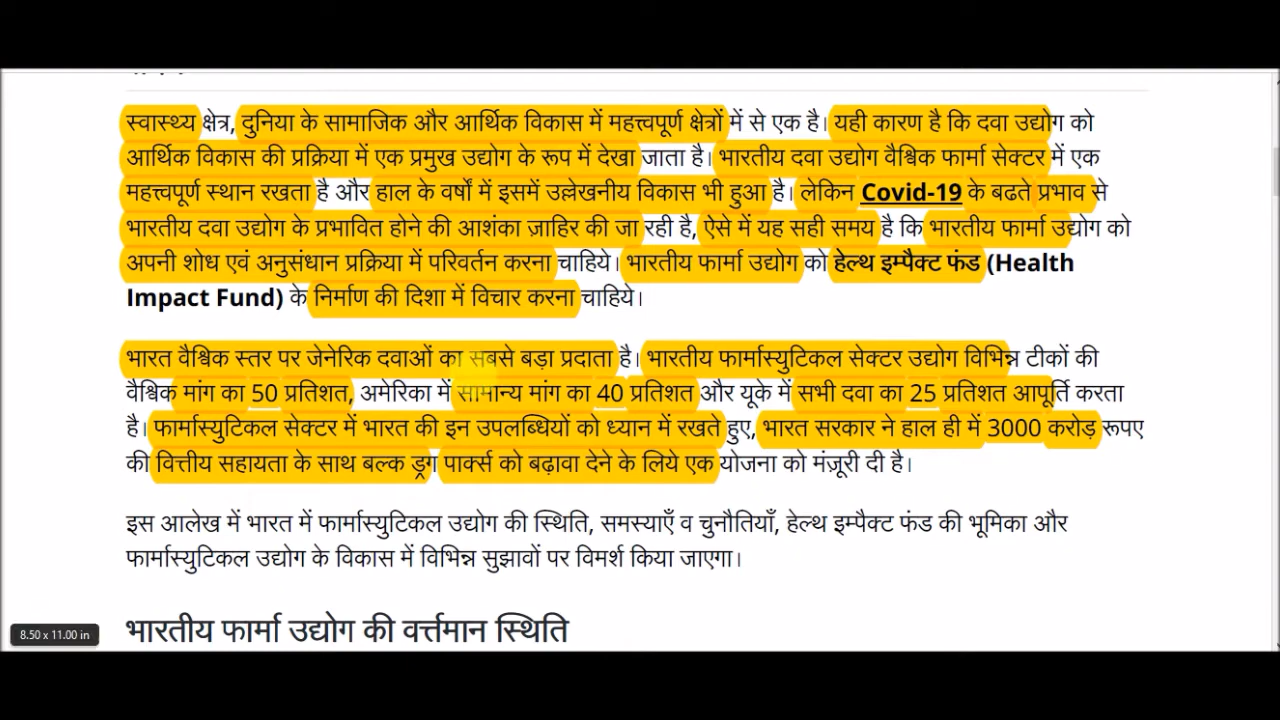 स्वास्थ्य क्षेत्र, दुनिया के सामाजिक और आर्थिक विकास में महत्त्वपूर्ण क्षेत्रों में से एक है। यही कारण है कि दवा उद्योग को
आर्थिक विकास की प्रक्रिया में एक प्रमुख उद्योग के रूप में देखा जाता है। भारतीय दवा उद्योग वैश्विक फार्मा सेक्टर में एक
महत्त्वपूर्ण स्थान रखता है और हाल के वर्षों में इसमें उल्लेखनीय विकास भी हुआ है। लेकिन Covid-19 के बढते प्रभाव से
भारतीय दवा उद्योग के प्रभावित होने की आशंका ज़ाहिर की जा रही है, ऐसे में यह सही समय है कि भारतीय फार्मा उद्योग को
अपनी शोध एवं अनुसंधान प्रक्रिया में परिवर्तन करना चाहिये। भारतीय फार्मा उद्योग को हेल्थ इम्पैक्ट फंड (Health
Impact Fund) के निर्माण की दिशा में विचार करना चाहिये।
भारत वैश्विक स्तर पर जेनेरिक दवाओं का सबसे बड़ा प्रदाता है। भारतीय फार्मास्युटिकल सेक्टर उद्योग विभिन्न टीकों की
वैश्विक मांग का 50 प्रतिशत, अमेरिका में सामान्य मांग का 40 प्रतिशत और यूके में सभी दवा का 25 प्रतिशत आपूर्ति करता
है। फार्मास्युटिकल सेक्टर में भारत की इन उपलब्धियों को ध्यान में रखते हुए, भारत सरकार ने हाल ही में 3000 करोड़ रूपए
की वित्तीय सहायता के साथ बल्क ड्रग पार्क्स को बढ़ावा देने के लिये एक योजना को मंज़ूरी दी है।
इस आलेख में भारत में फार्मास्युटिकल उद्योग की स्थिति, समस्याएँ व चुनौतियाँ, हेल्थ इम्पैक्ट फंड की भूमिका और
फार्मास्युटिकल उद्योग के विकास में विभिन्न सुझावों पर विमर्श किया जाएगा।
8.50 x 11.00 in
भारतीय फार्मा उद्योग की वर्त्तमान स्थिति